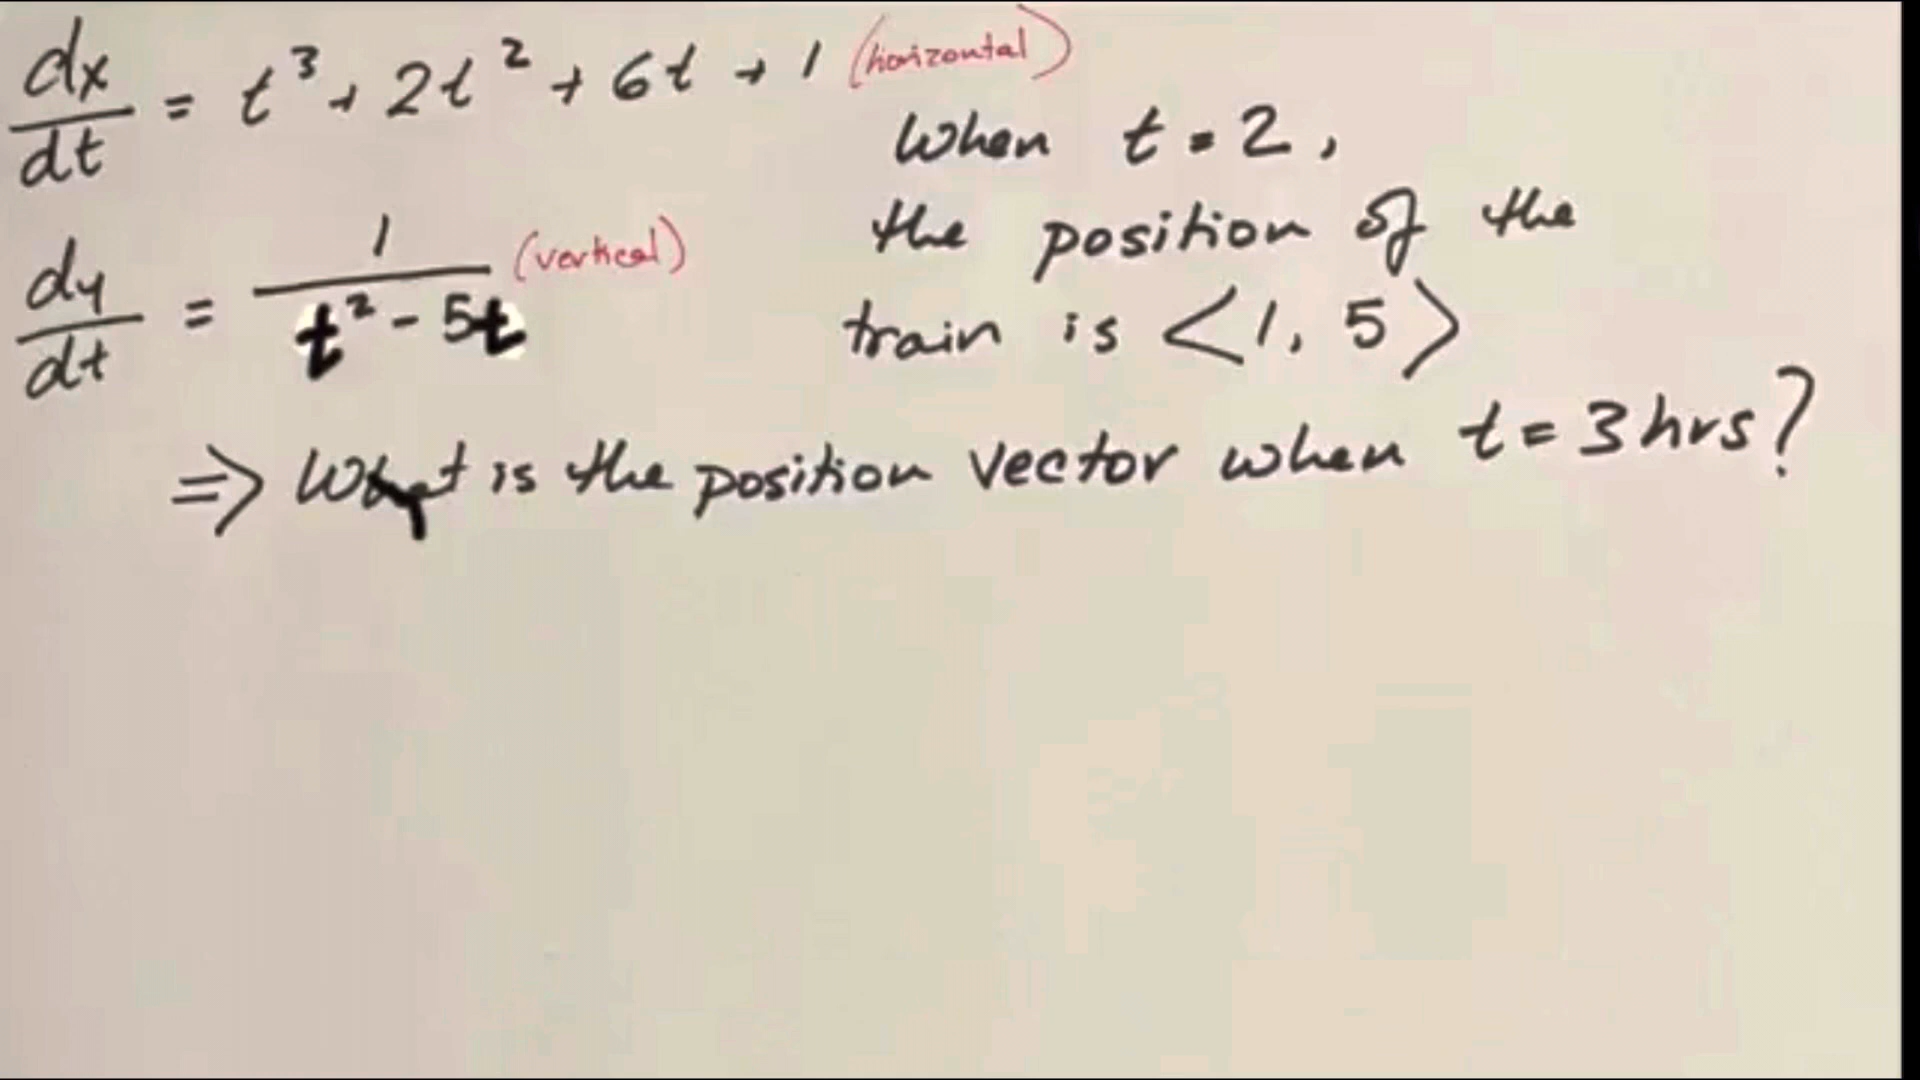 dx/dt = t³ + 2t² + 6t + 1 (horizontal)
dy/dt = 1/(t² - 5t) (vertical)
When t = 2,
the position of the
train is <1, 5>
⇒ What is the position vector when t = 3 hrs?